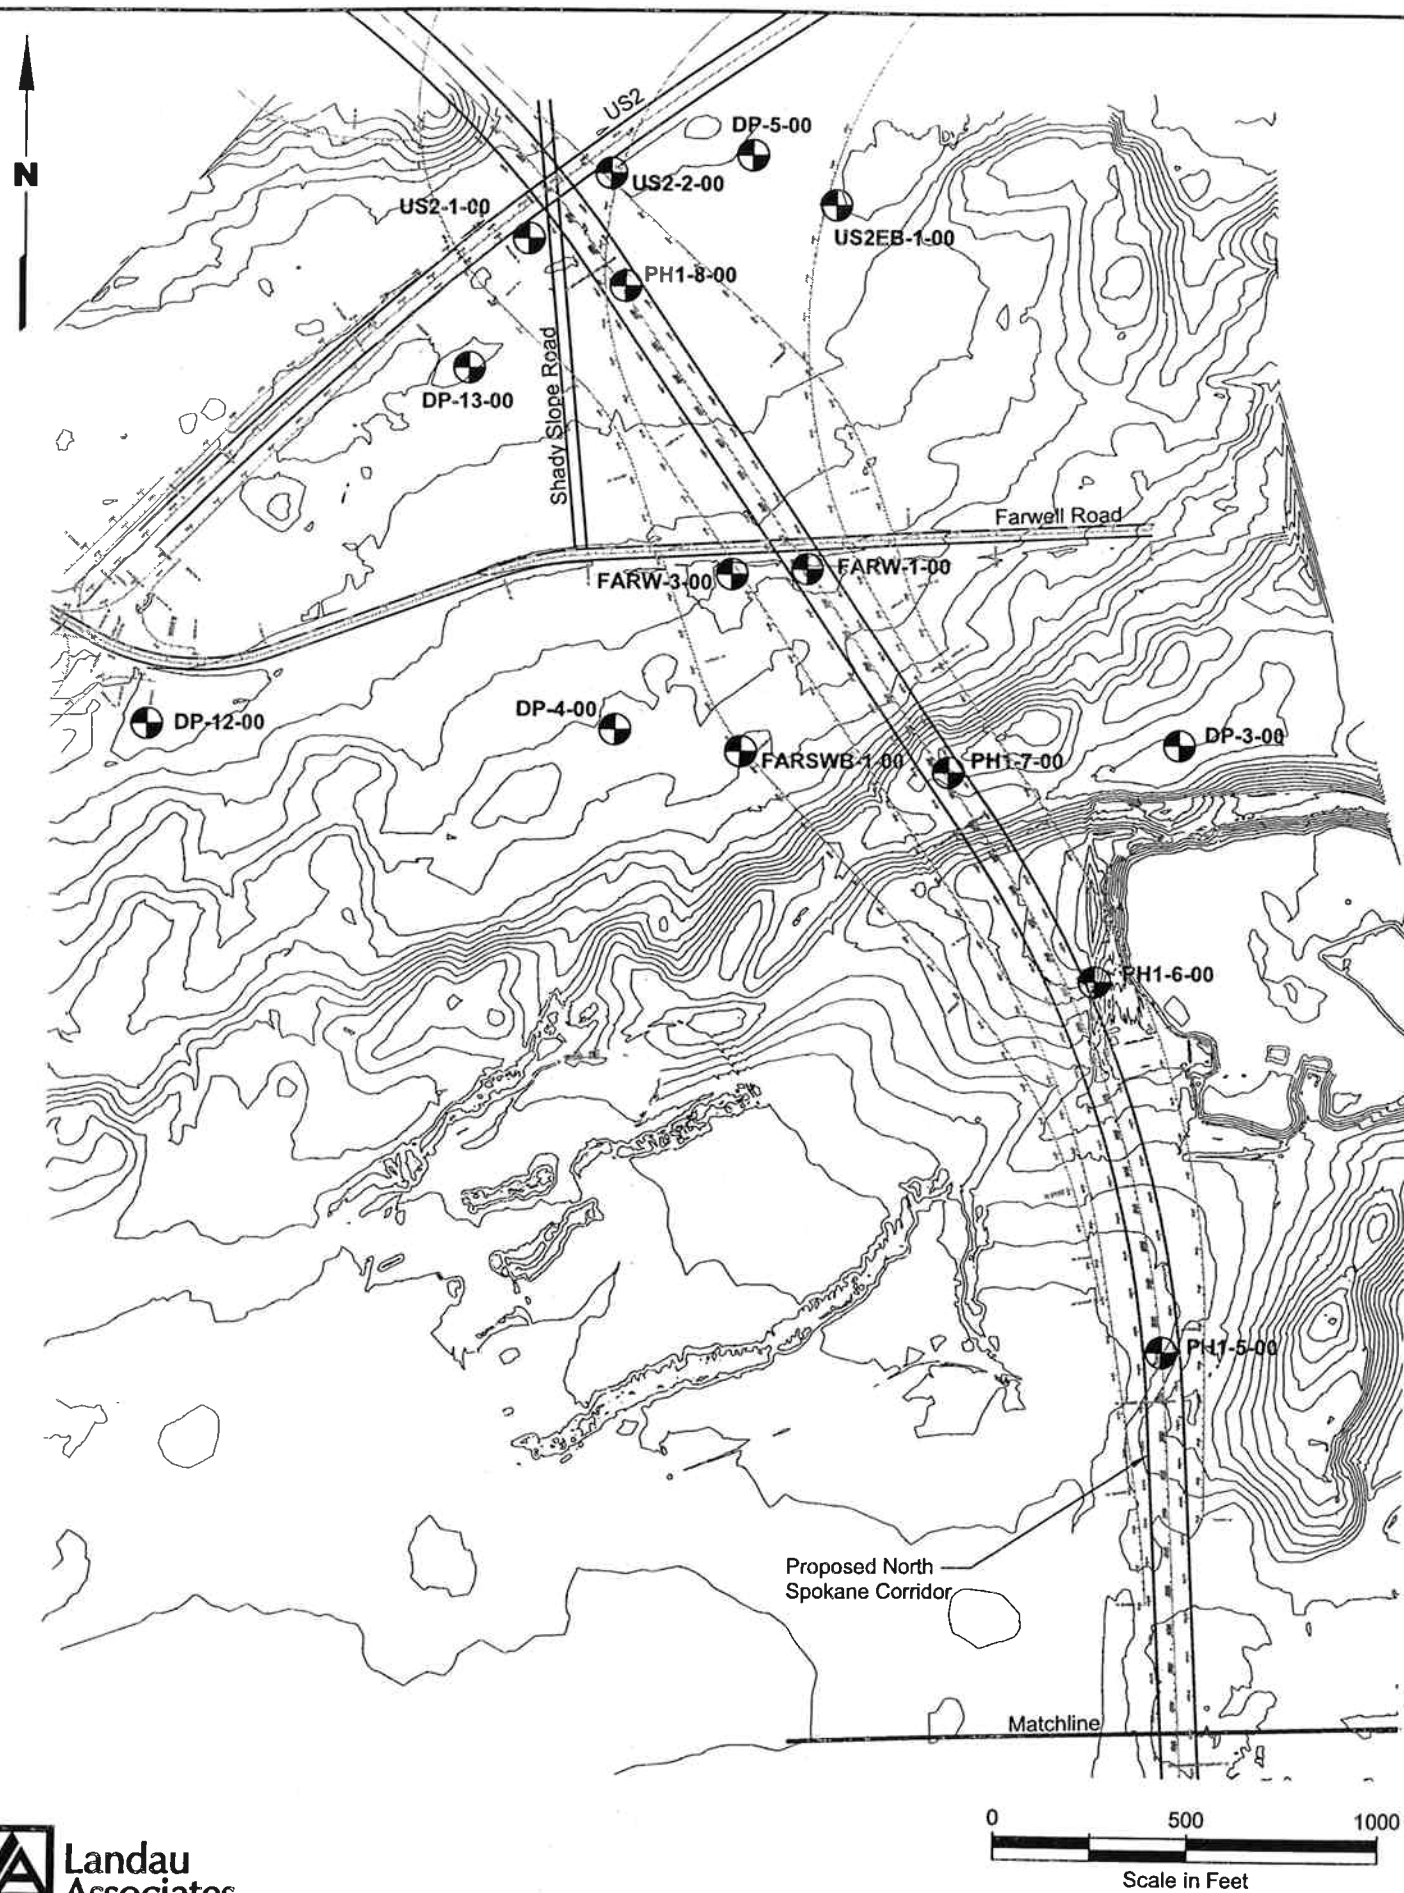 N
US2
DP-5-00
US2-2-00
US2-1-00
US2EB-1-00
PH1-8-00
Shady Slope Road
DP-13-00
Farwell Road
FARW-3-00
FARW-1-00
DP-4-00
DP-12-00
FARSWB-1-00
PH1-7-00
DP-3-00
PH1-6-00
PH1-5-00
Proposed North
Spokane Corridor
Matchline
0 500 1000
Scale in Feet
Landau
Associates